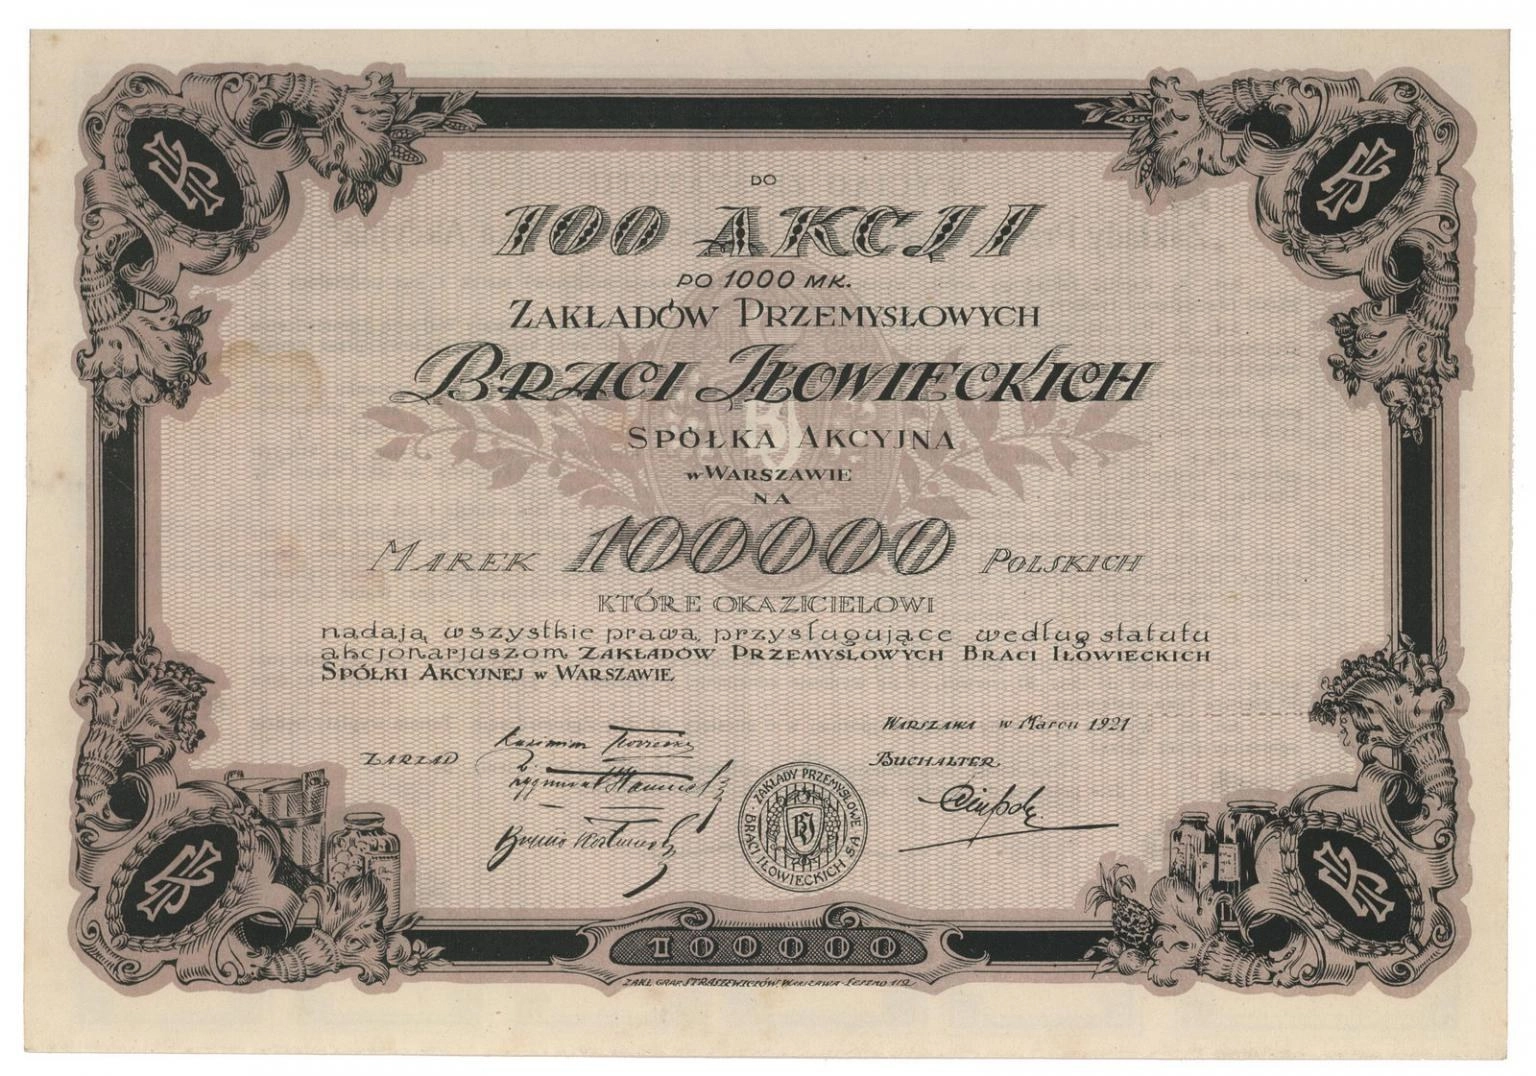 DO
100 AKCJI
PO 1000 MK.
ZAKŁADÓW PRZEMYSŁOWYCH
BRACI IŁOWIECKICH
SPÓŁKA AKCYJNA
w WARSZAWIE
NA
MAREK 100000 POLSKICH
KTÓRE OKAZICIELOWI
nadają wszystkie prawa, przysługujące według statutu
akcjonarjuszom ZAKŁADÓW PRZEMYSŁOWYCH BRACI IŁOWIECKICH
SPÓŁKI AKCYJNEJ w WARSZAWIE
WARSZAWA w Marcu 1921
ZARZĄD
BUCHALTER
ZAKŁADY PRZEMYSŁOWE
BRACI IŁOWIECKICH S.A.
BJ
100000
ZAKŁ. GRAF. STRASZEWICZÓW, WARSZAWA-LESZNO 112